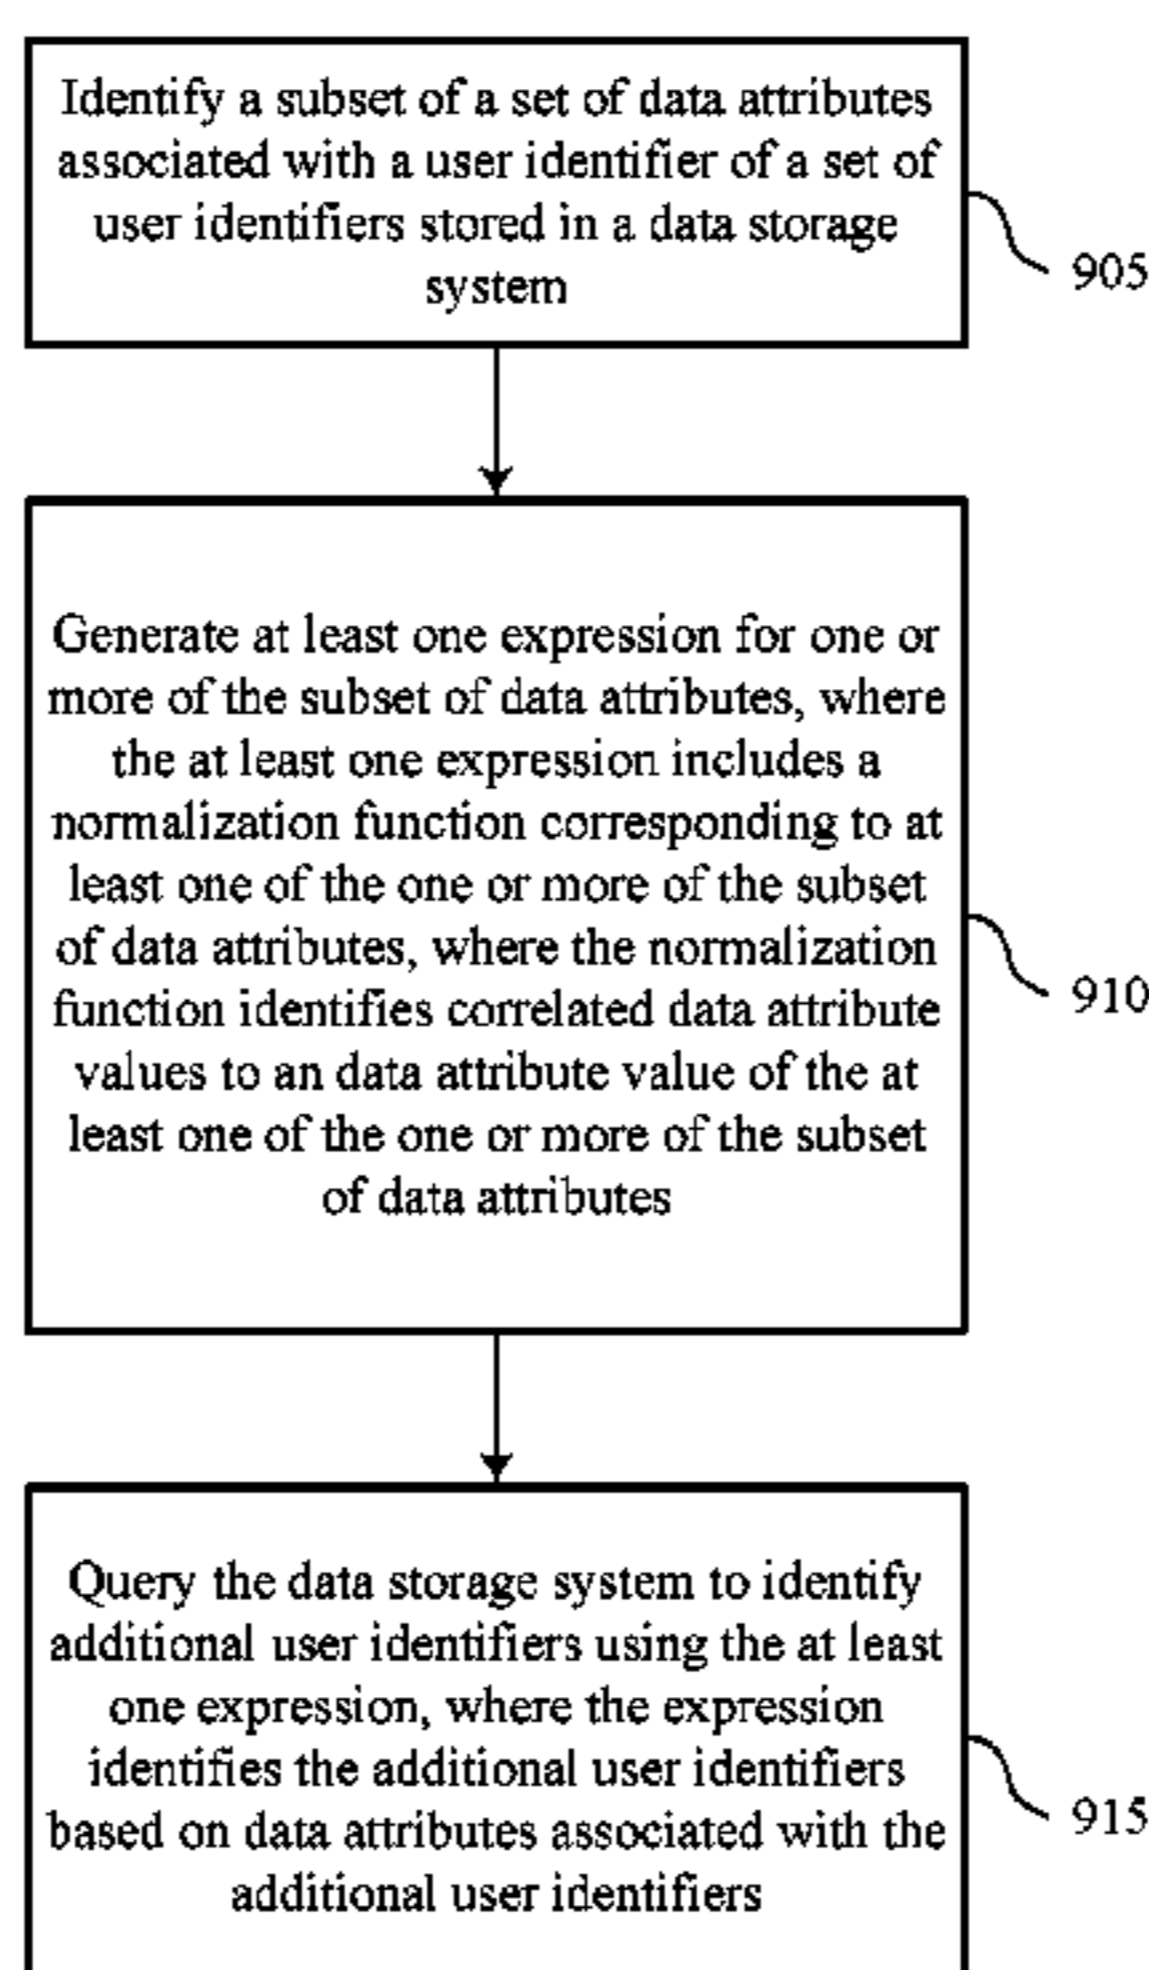 Identify a subset of a set of data attributes
associated with a user identifier of a set of
user identifiers stored in a data storage
system
905
Generate at least one expression for one or
more of the subset of data attributes, where
the at least one expression includes a
normalization function corresponding to at
least one of the one or more of the subset
of data attributes, where the normalization
function identifies correlated data attribute
values to an data attribute value of the at
least one of the one or more of the subset
of data attributes
910
Query the data storage system to identify
additional user identifiers using the at least
one expression, where the expression
identifies the additional user identifiers
based on data attributes associated with the
additional user identifiers
915